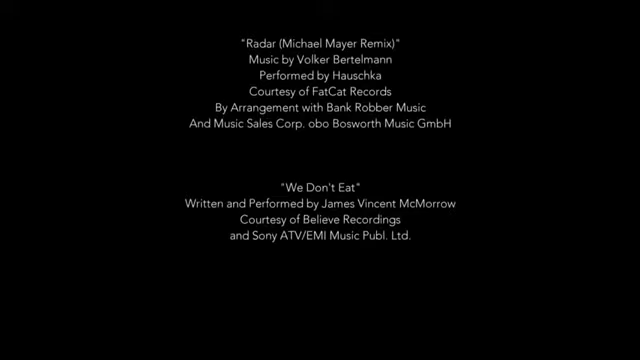 "Radar (Michael Mayer Remix)"
Music by Volker Bertelmann
Performed by Hauschka
Courtesy of FatCat Records
By Arrangement with Bank Robber Music
And Music Sales Corp. obo Bosworth Music GmbH
"We Don't Eat"
Written and Performed by James Vincent McMorrow
Courtesy of Believe Recordings
and Sony ATV/EMI Music Publ. Ltd.